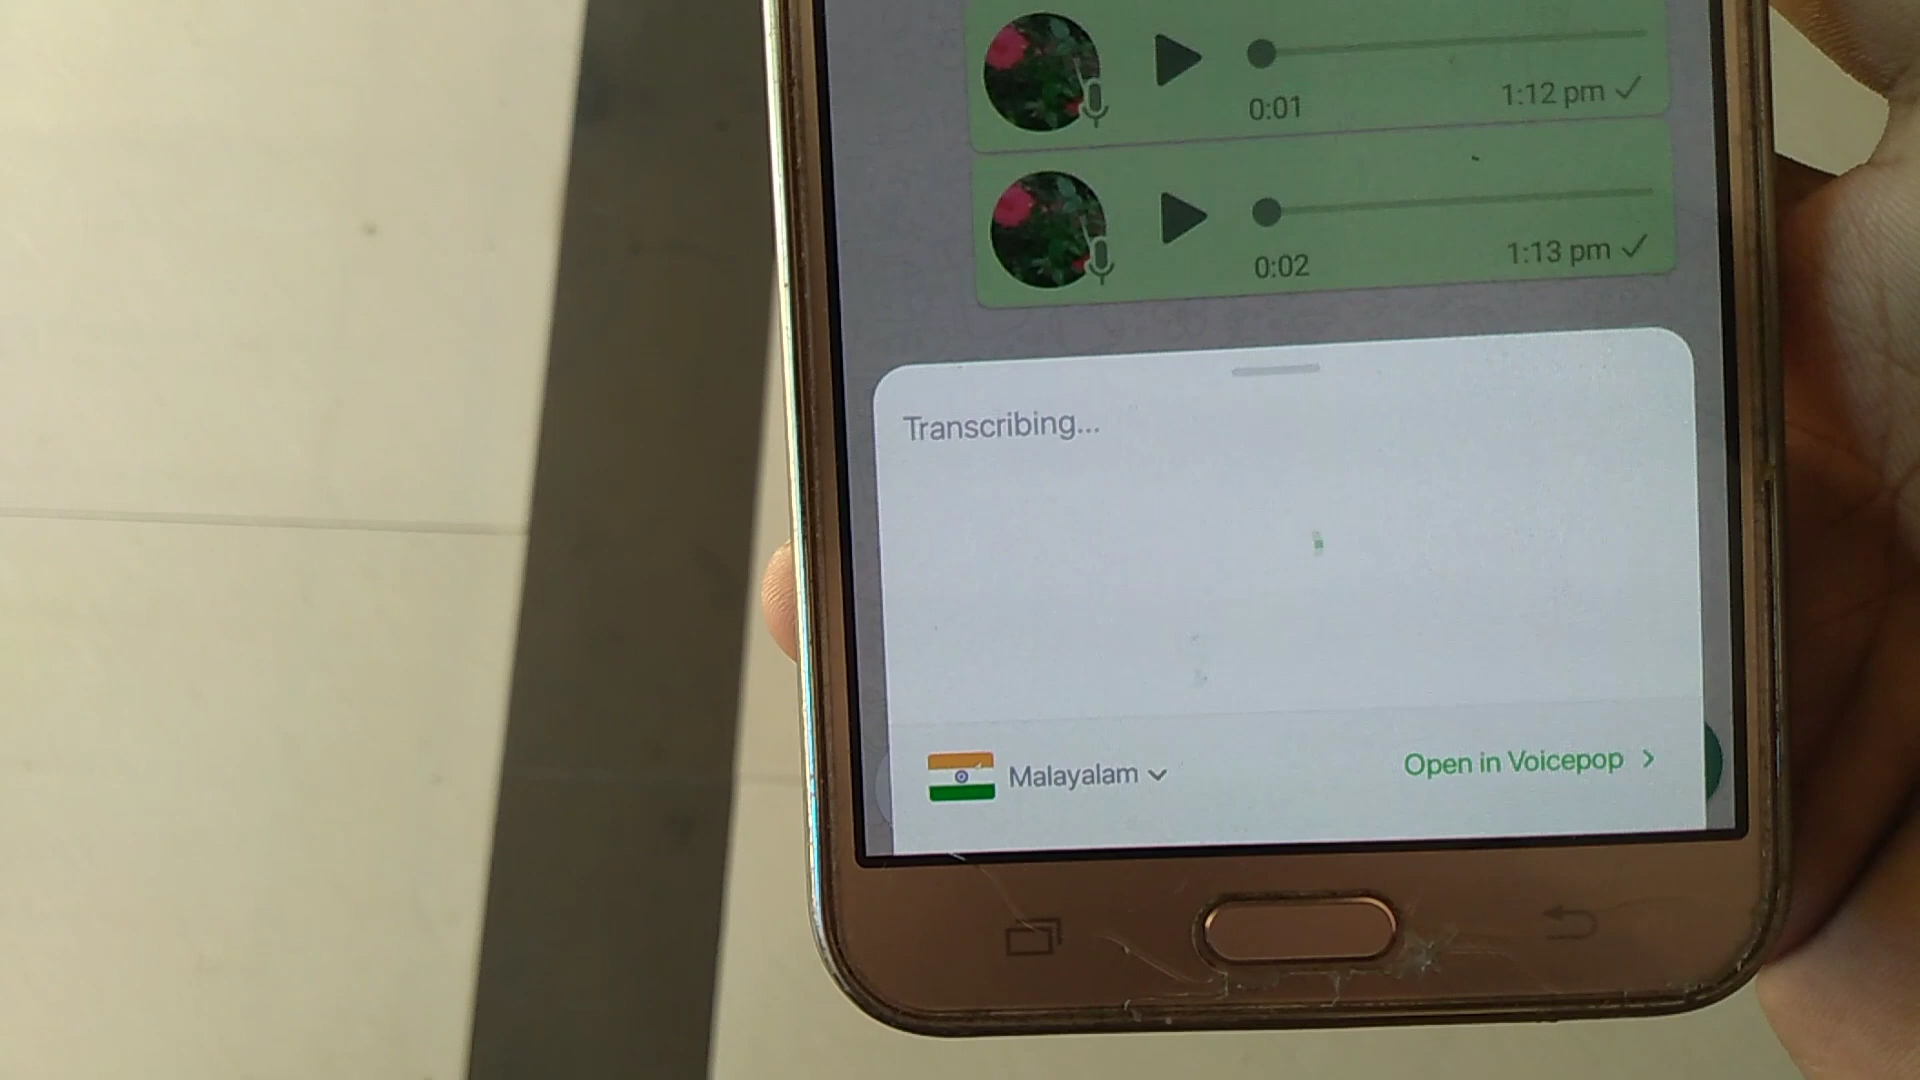 0:01
1:12 pm
0:02
1:13 pm
Transcribing...
Malayalam
Open in Voicepop